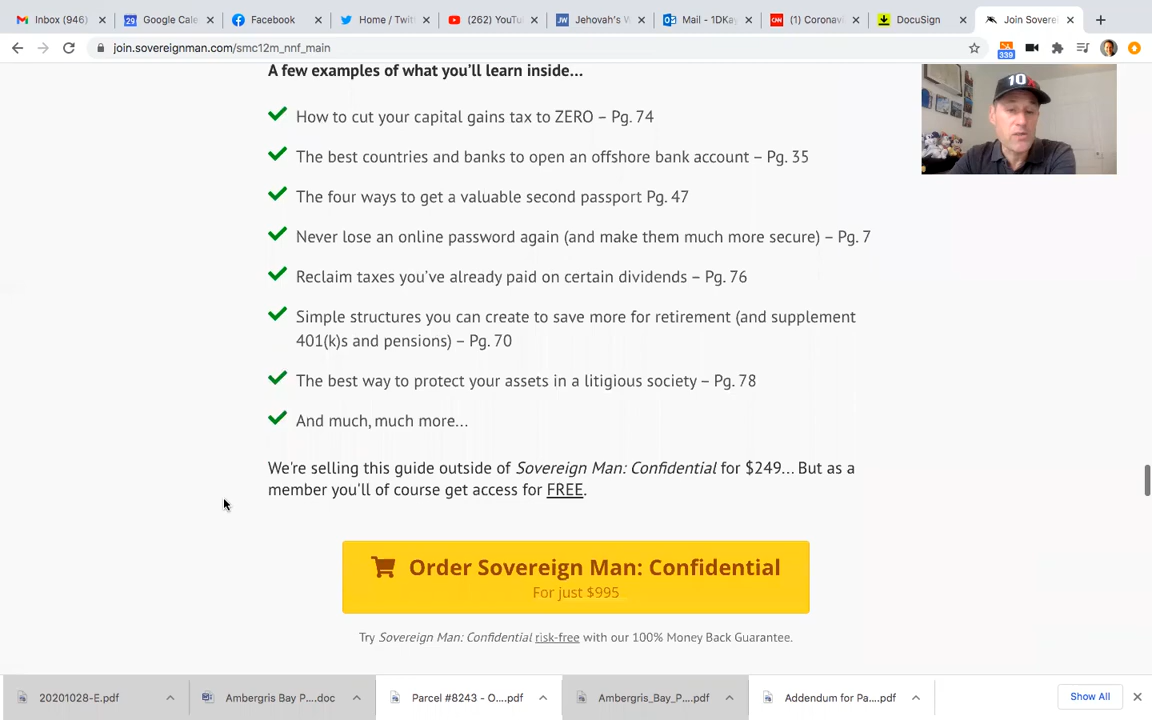 Inbox (946)
Google Cale
Facebook
Home / Twit
(262) YouTu
Jehovah's W
Mail - 1DKay
(1) Coronavi
DocuSign
Join Soverei
join.sovereignman.com/smc12m_nnf_main
339
10X
A few examples of what you'll learn inside...
How to cut your capital gains tax to ZERO – Pg. 74
The best countries and banks to open an offshore bank account – Pg. 35
The four ways to get a valuable second passport Pg. 47
Never lose an online password again (and make them much more secure) – Pg. 7
Reclaim taxes you've already paid on certain dividends – Pg. 76
Simple structures you can create to save more for retirement (and supplement
401(k)s and pensions) – Pg. 70
The best way to protect your assets in a litigious society – Pg. 78
And much, much more...
We're selling this guide outside of Sovereign Man: Confidential for $249... But as a
member you'll of course get access for FREE.
Order Sovereign Man: Confidential
For just $995
Try Sovereign Man: Confidential risk-free with our 100% Money Back Guarantee.
20201028-E.pdf
Ambergris Bay P....doc
Parcel #8243 - O....pdf
Ambergris_Bay_P....pdf
Addendum for Pa....pdf
Show All